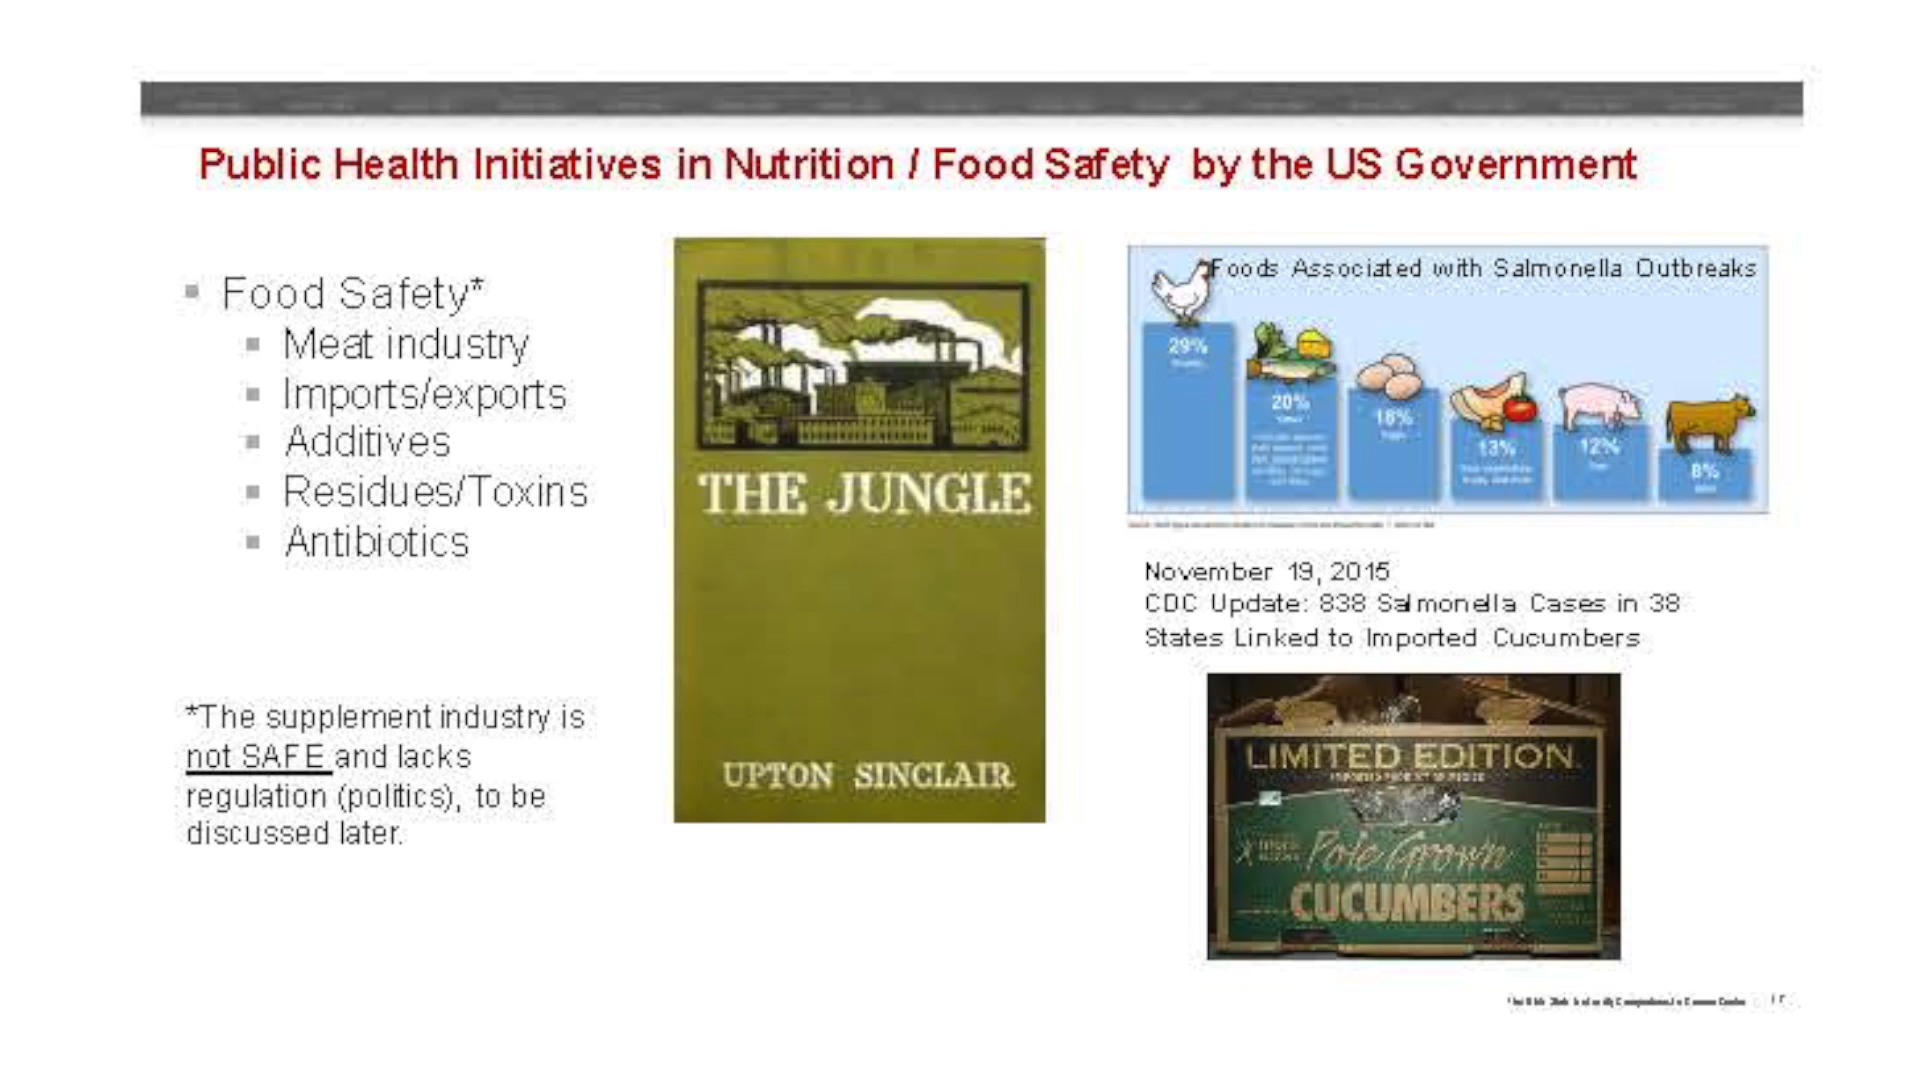 Public Health Initiatives in Nutrition / Food Safety by the US Government
Food Safety*
Meat industry
Imports/exports
Additives
Residues/Toxins
Antibiotics
*The supplement industry is
not SAFE and lacks
regulation (politics), to be
discussed later.
THE JUNGLE
UPTON SINCLAIR
Foods Associated with Salmonella Outbreaks
29%
20%
18%
13%
12%
8%
November 19, 2015
CDC Update: 838 Salmonella Cases in 38
States Linked to Imported Cucumbers
LIMITED EDITION
Pole Grown
CUCUMBERS